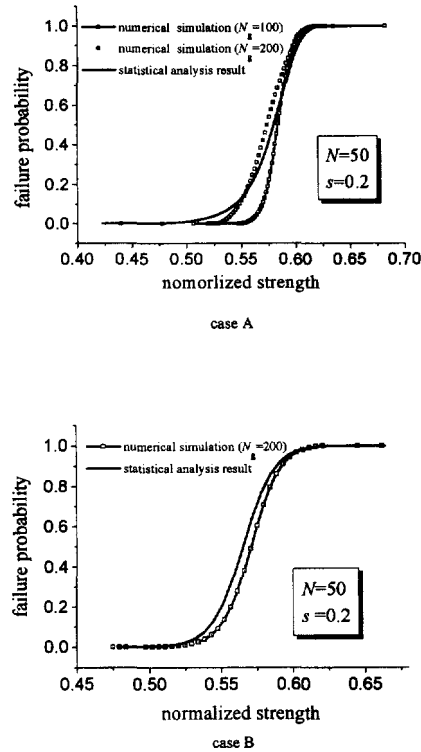 numerical simulation (Ng=100)
numerical simulation (Ng=200)
statistical analysis result
1.0
0.8
0.6
0.4
0.2
0.0
failure probability
N=50
s=0.2
0.40 0.45 0.50 0.55 0.60 0.65 0.70
nomorlized strength
case A
numerical simulation (Ng=200)
statistical analysis result
1.0
0.8
0.6
0.4
0.2
0.0
failure probability
N=50
s =0.2
0.45 0.50 0.55 0.60 0.65
normalized strength
case B